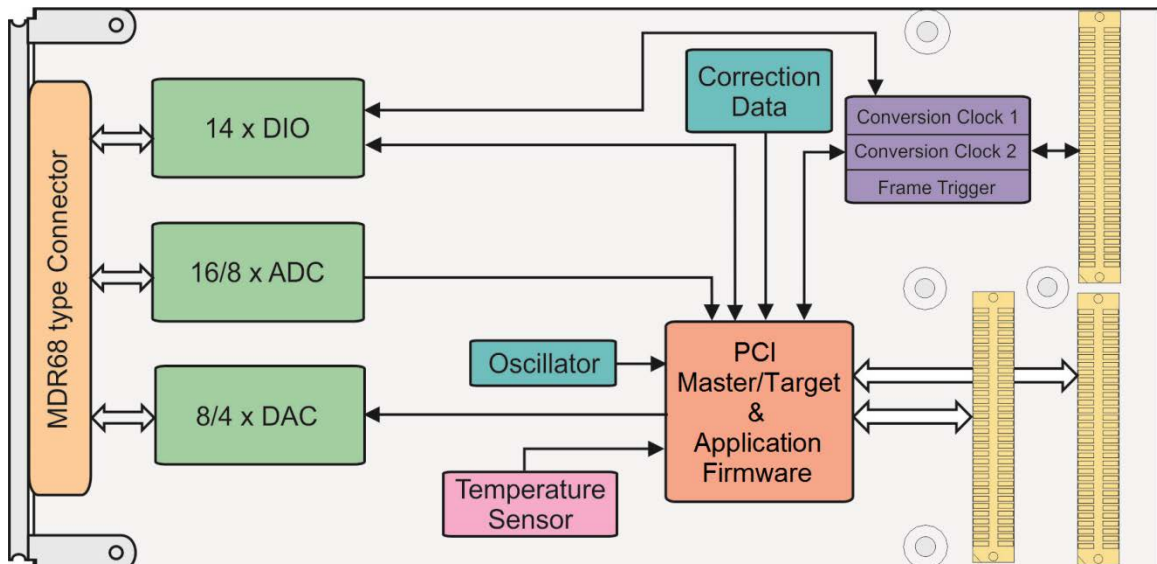 MDR68 type Connector
14 x DIO
16/8 x ADC
8/4 x DAC
Correction
Data
Conversion Clock 1
Conversion Clock 2
Frame Trigger
Oscillator
Temperature
Sensor
PCI
Master/Target
&
Application
Firmware